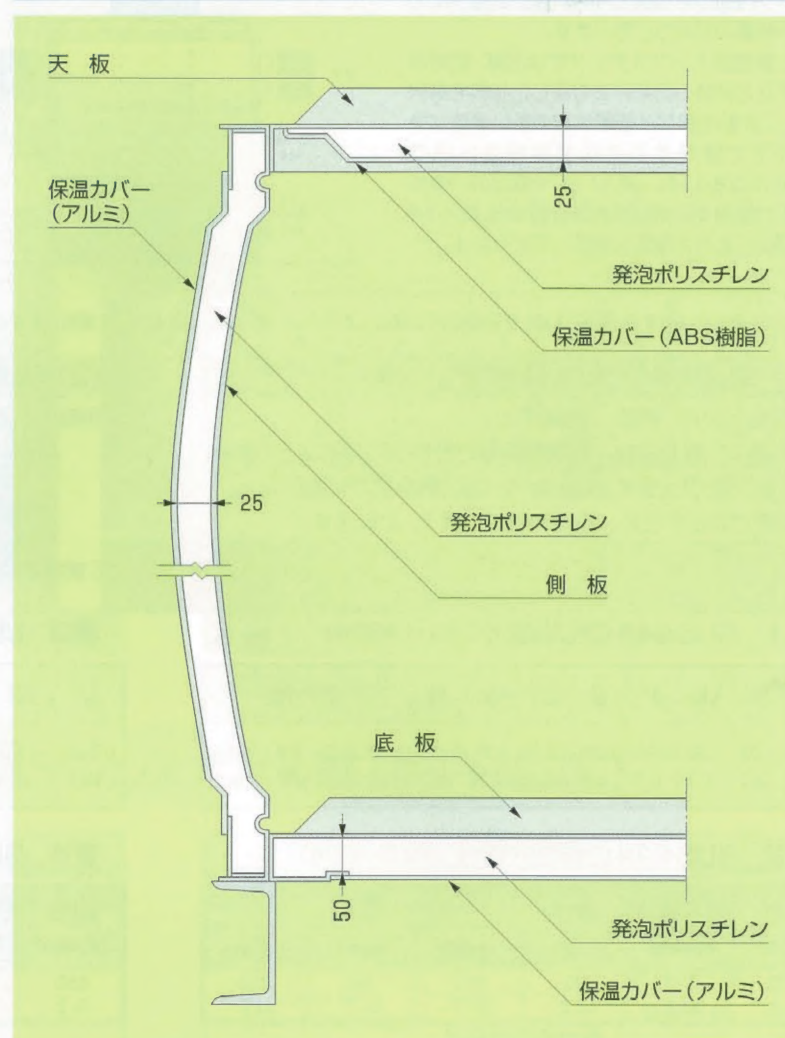 天 板
保温カバー
(アルミ)
25
発泡ポリスチレン
保温カバー(ABS樹脂)
25
発泡ポリスチレン
側 板
底 板
50
発泡ポリスチレン
保温カバー(アルミ)